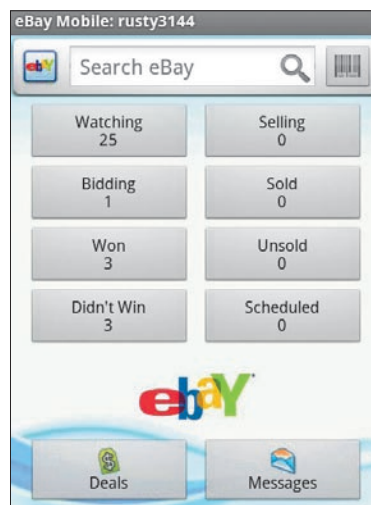 eBay Mobile: rusty3144
ebY
Search eBay
Watching
25
Selling
0
Bidding
1
Sold
0
Won
3
Unsold
0
Didn't Win
3
Scheduled
0
ebaY
Deals
Messages